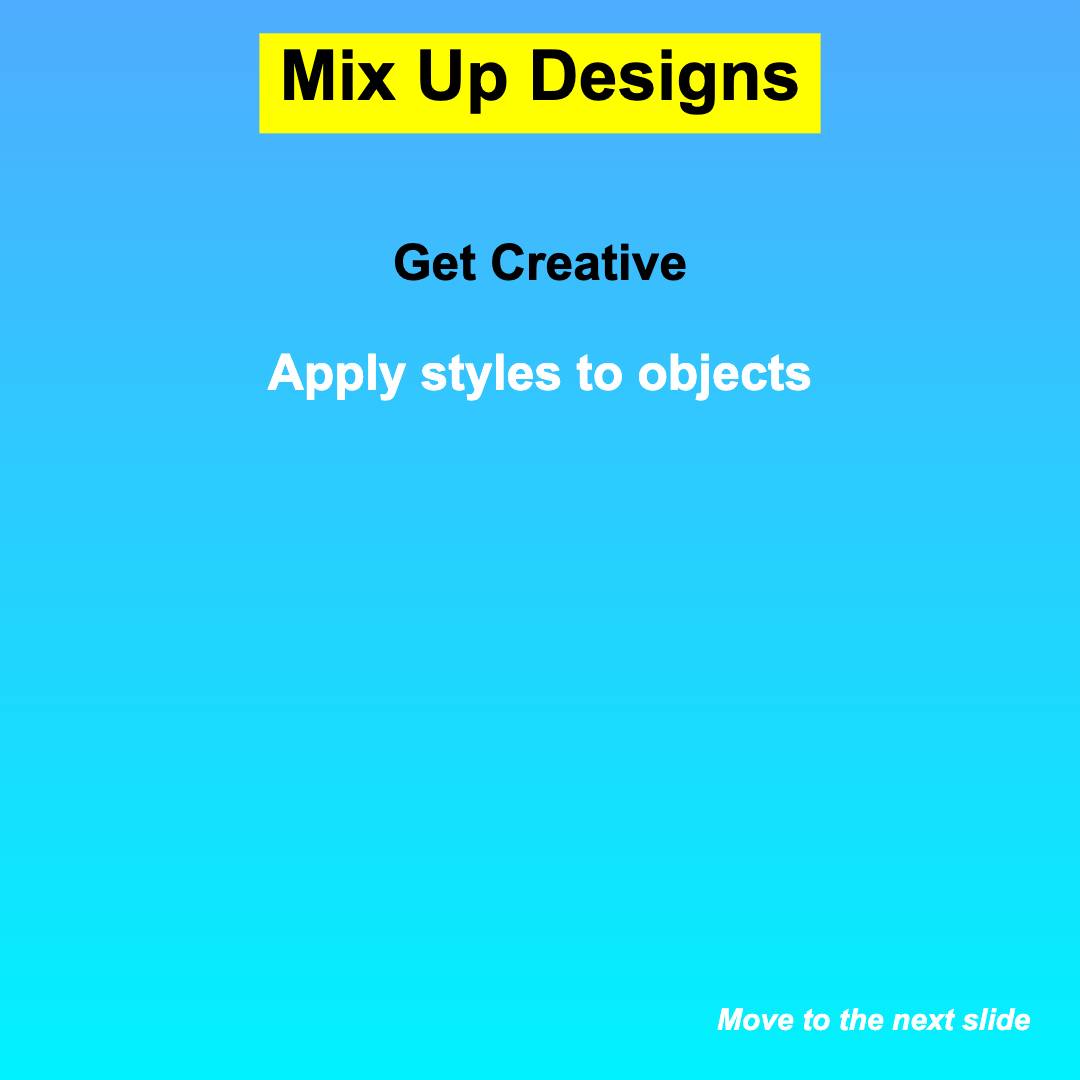 Mix Up Designs
Get Creative
Apply styles to objects
Move to the next slide